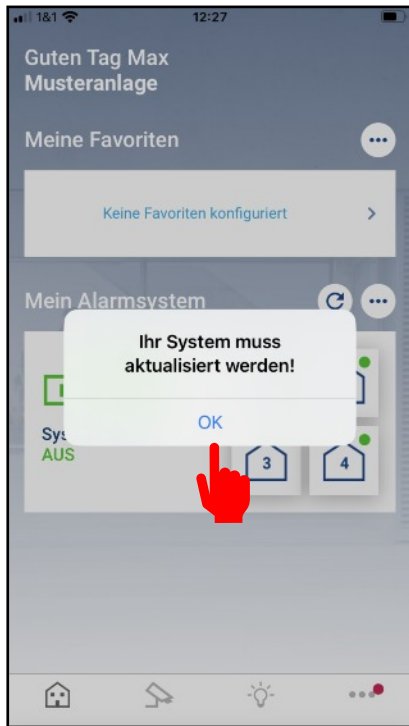 1&1 12:27
Guten Tag Max
Musteranlage
Meine Favoriten
Keine Favoriten konfiguriert
Mein Alarmsystem
Ihr System muss
aktualisiert werden!
OK
AUS
3
4